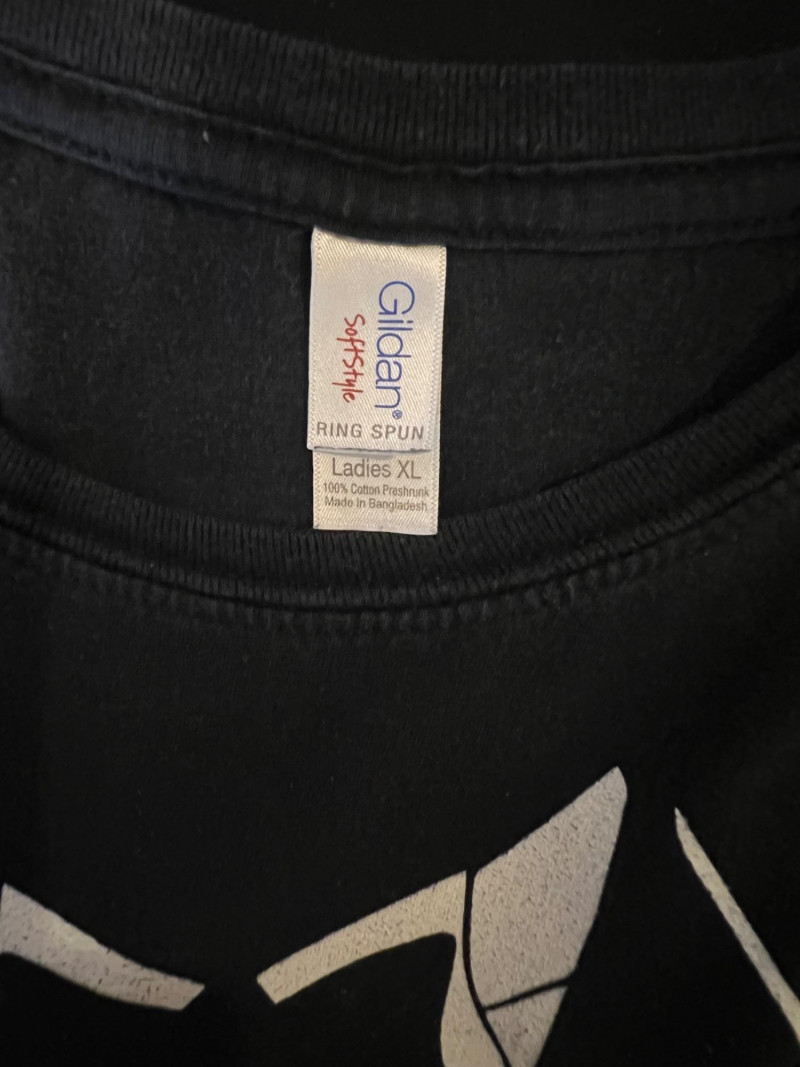 Gildan®
SoftStyle
RING SPUN
Ladies XL
100% Cotton Preshrunk
Made In Bangladesh